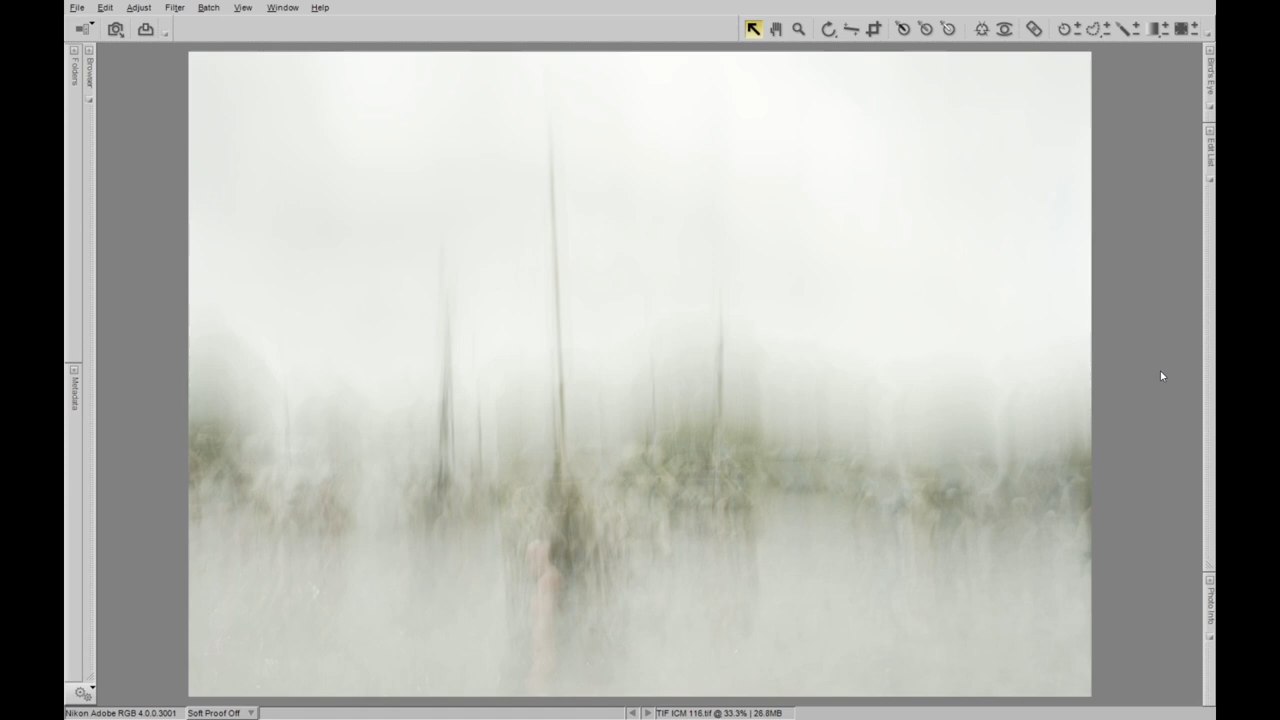 File Edit Adjust Filter Batch View Window Help
Folders
Browser
Metadata
Bird's Eye
Edit List
Photo Info
Nikon Adobe RGB 4.0.0.3001
Soft Proof Off
TIF ICM 116.tif @ 33.3% | 26.8MB